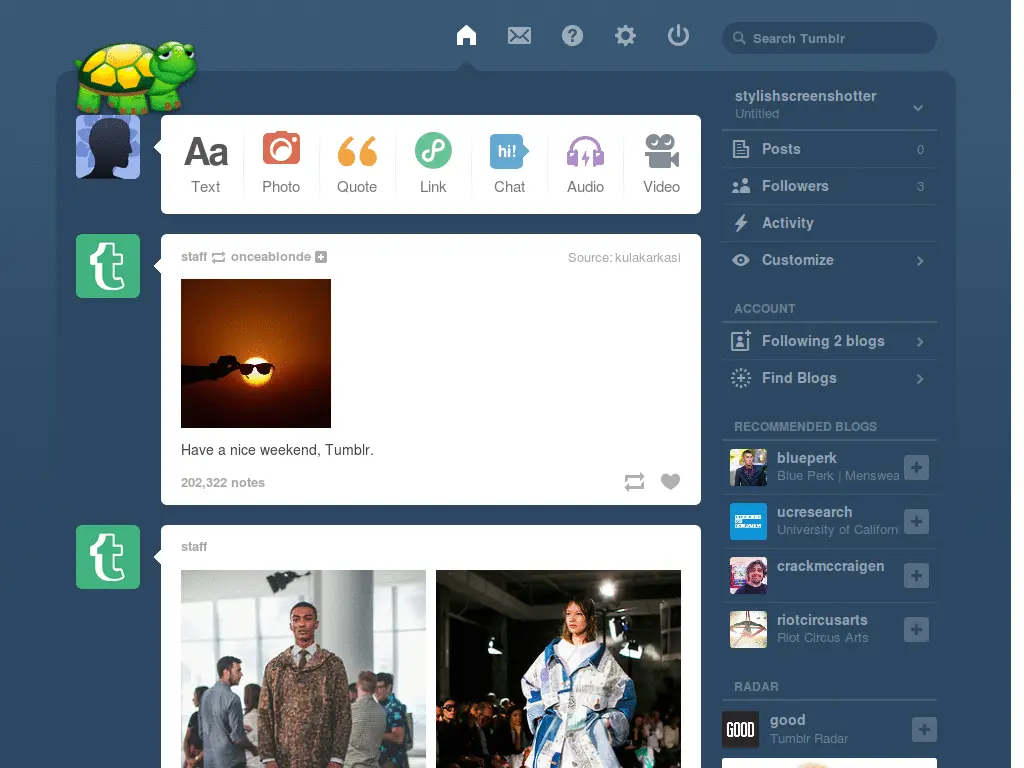 Search Tumblr
stylishscreenshotter
Untitled
Posts 0
Followers 3
Activity
Customize
ACCOUNT
Following 2 blogs
Find Blogs
RECOMMENDED BLOGS
blueperk
Blue Perk | Menswea
ucresearch
University of Californ
crackmccraigen
riotcircusarts
Riot Circus Arts
RADAR
GOOD
good
Tumblr Radar
Aa
hi!
Text Photo Quote Link Chat Audio Video
t
staff onceablonde Source: kulakarkasi
Have a nice weekend, Tumblr.
202,322 notes
t
staff